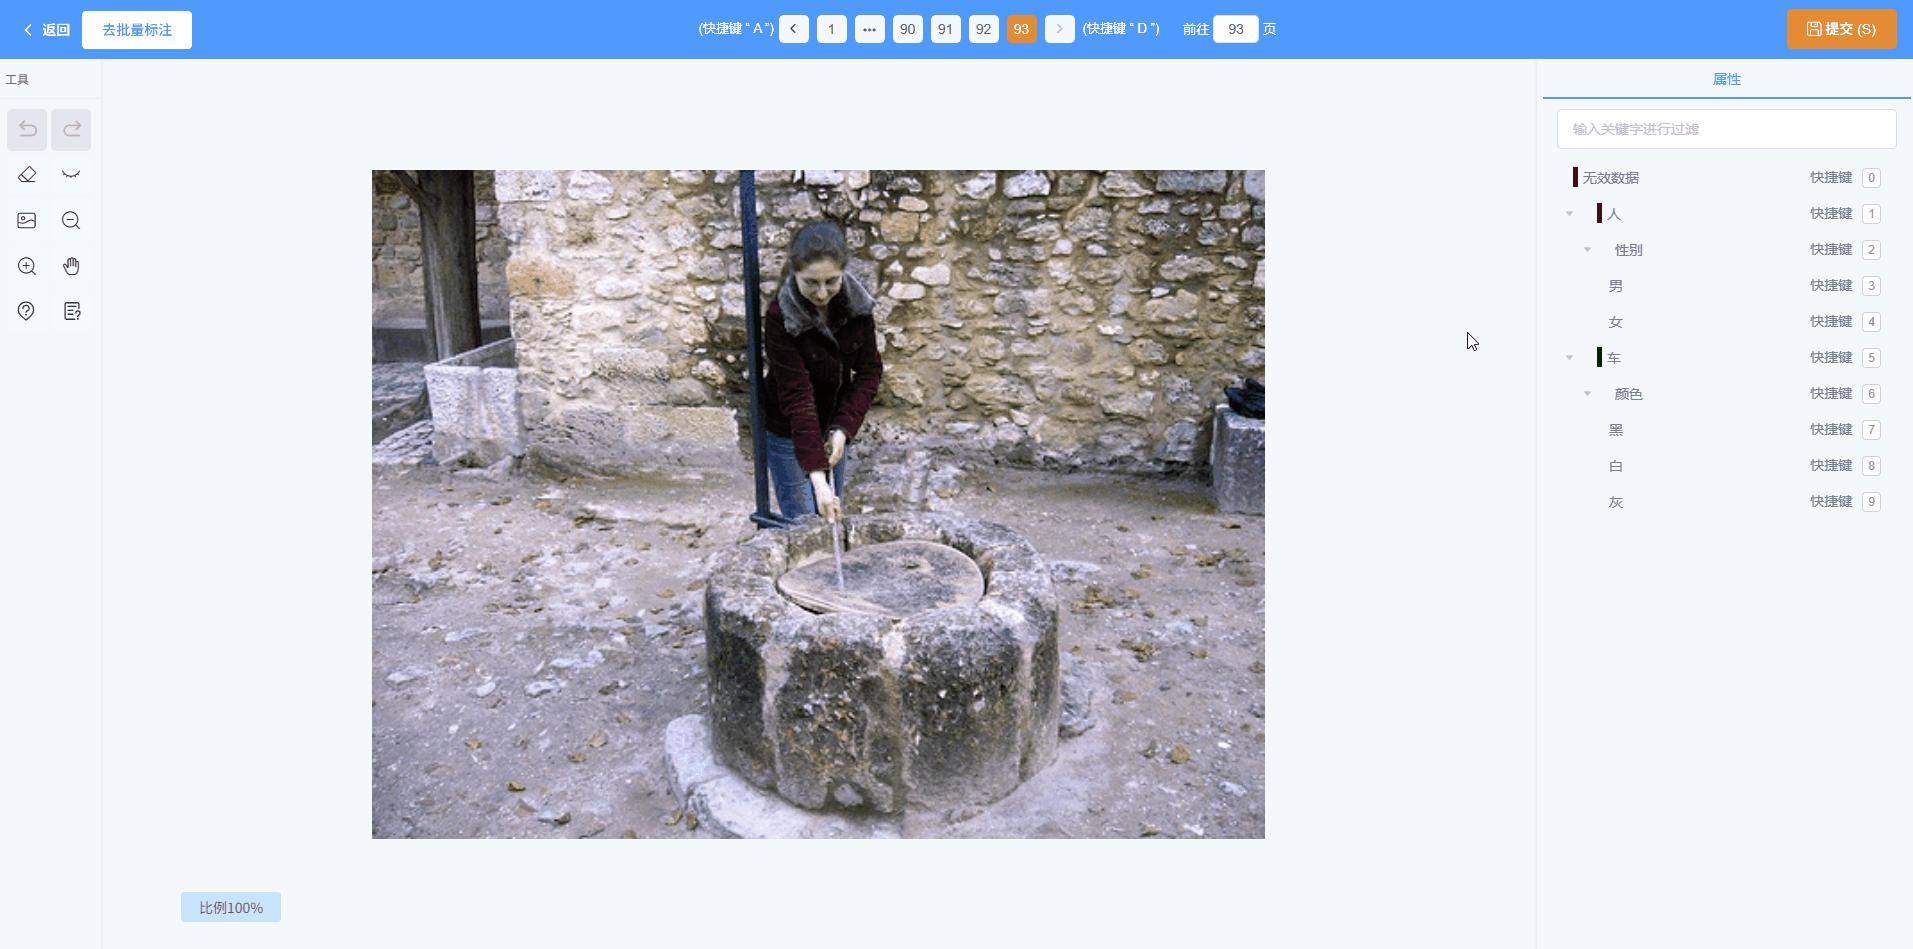 返回 去批量标注 (快捷键 “ A ”) 1 ••• 90 91 92 93 (快捷键 “ D ”) 前往 93 页 提交 (S)
工具
属性
输入关键字进行过滤
无效数据 快捷键 0
人 快捷键 1
性别 快捷键 2
男 快捷键 3
女 快捷键 4
车 快捷键 5
颜色 快捷键 6
黑 快捷键 7
白 快捷键 8
灰 快捷键 9
比例100%